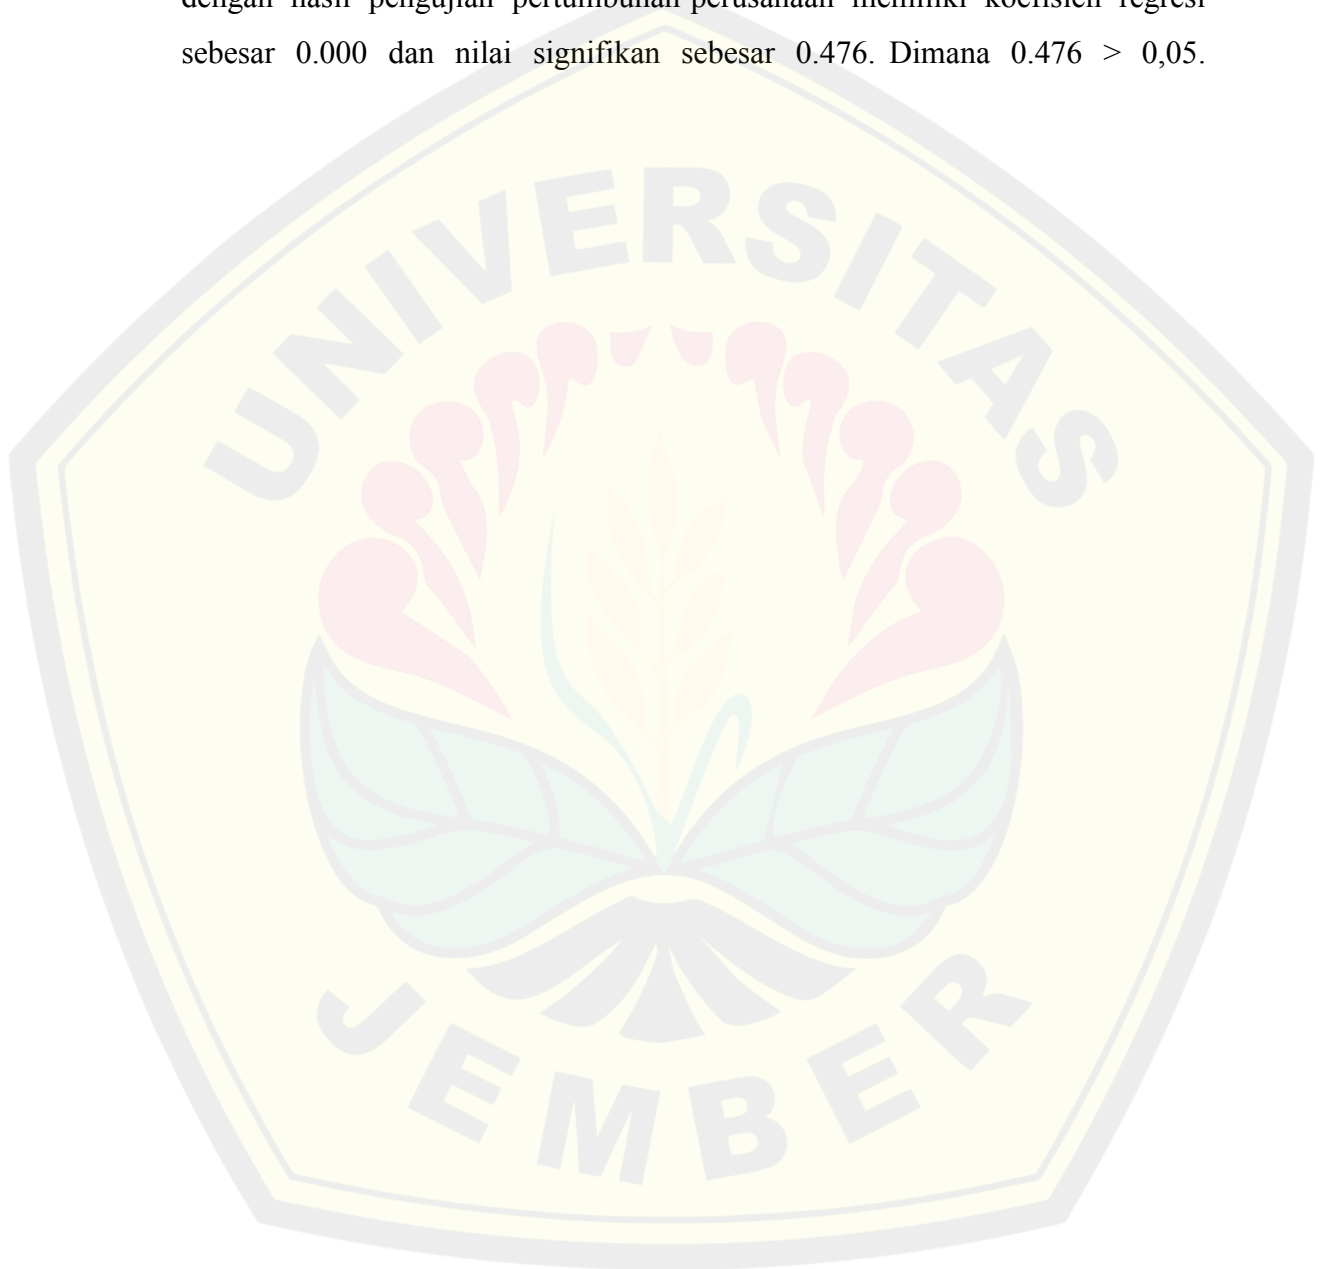 dengan hasil pengujian pertumbuhan perusahaan memiliki koefisien regresi
sebesar 0.000 dan nilai signifikan sebesar 0.476. Dimana 0.476 > 0,05.
UNIVERSITAS
JEMBER